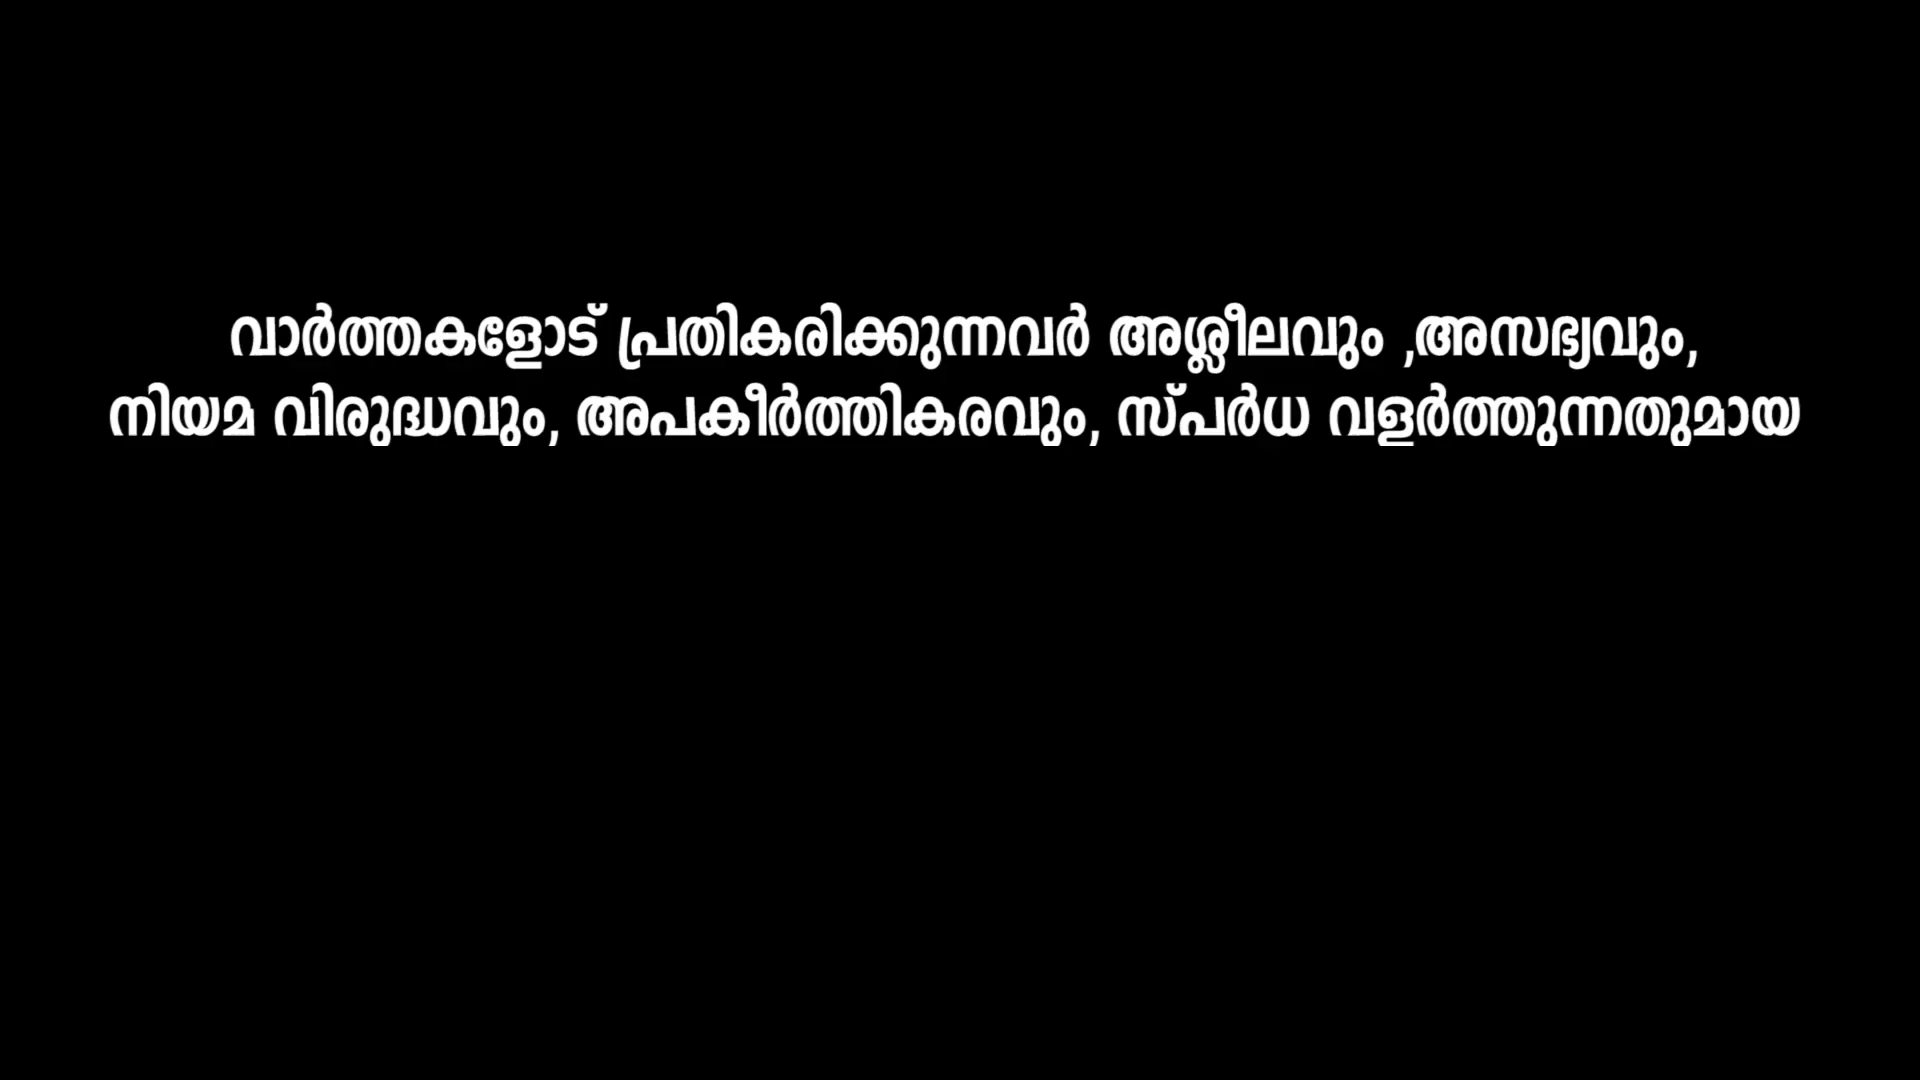 വാർത്തകളോട് പ്രതികരിക്കുന്നവർ അശ്ലീലവും ,അസഭ്യവും,
നിയമ വിരുദ്ധവും, അപകീർത്തികരവും, സ്പർധ വളർത്തുന്നതുമായ